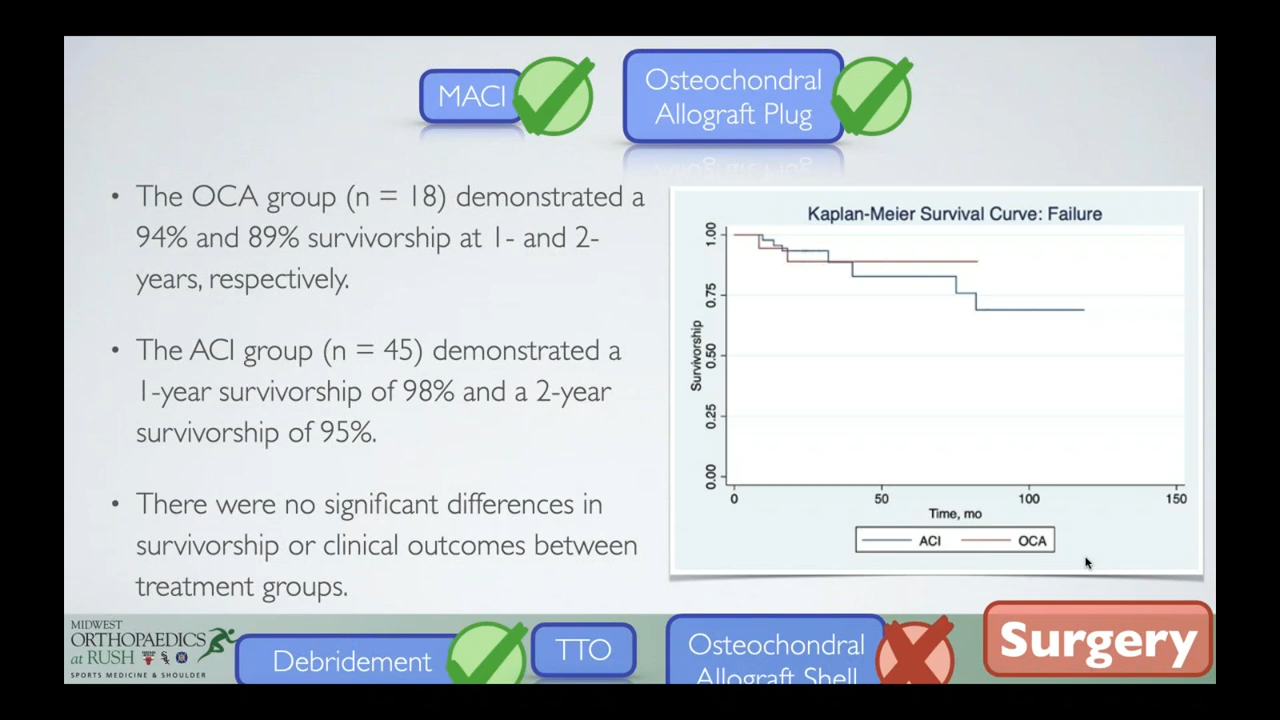 MACI
Osteochondral
Allograft Plug
• The OCA group (n = 18) demonstrated a
94% and 89% survivorship at 1- and 2-
years, respectively.
• The ACI group (n = 45) demonstrated a
1-year survivorship of 98% and a 2-year
survivorship of 95%.
• There were no significant differences in
survivorship or clinical outcomes between
treatment groups.
Kaplan-Meier Survival Curve: Failure
Survivorship
1.00
0.75
0.50
0.25
0.00
0 50 100 150
Time, mo
ACI OCA
MIDWEST
ORTHOPAEDICS
at RUSH
SPORTS MEDICINE & SHOULDER
Debridement
TTO
Osteochondral
Allograft Shell
Surgery